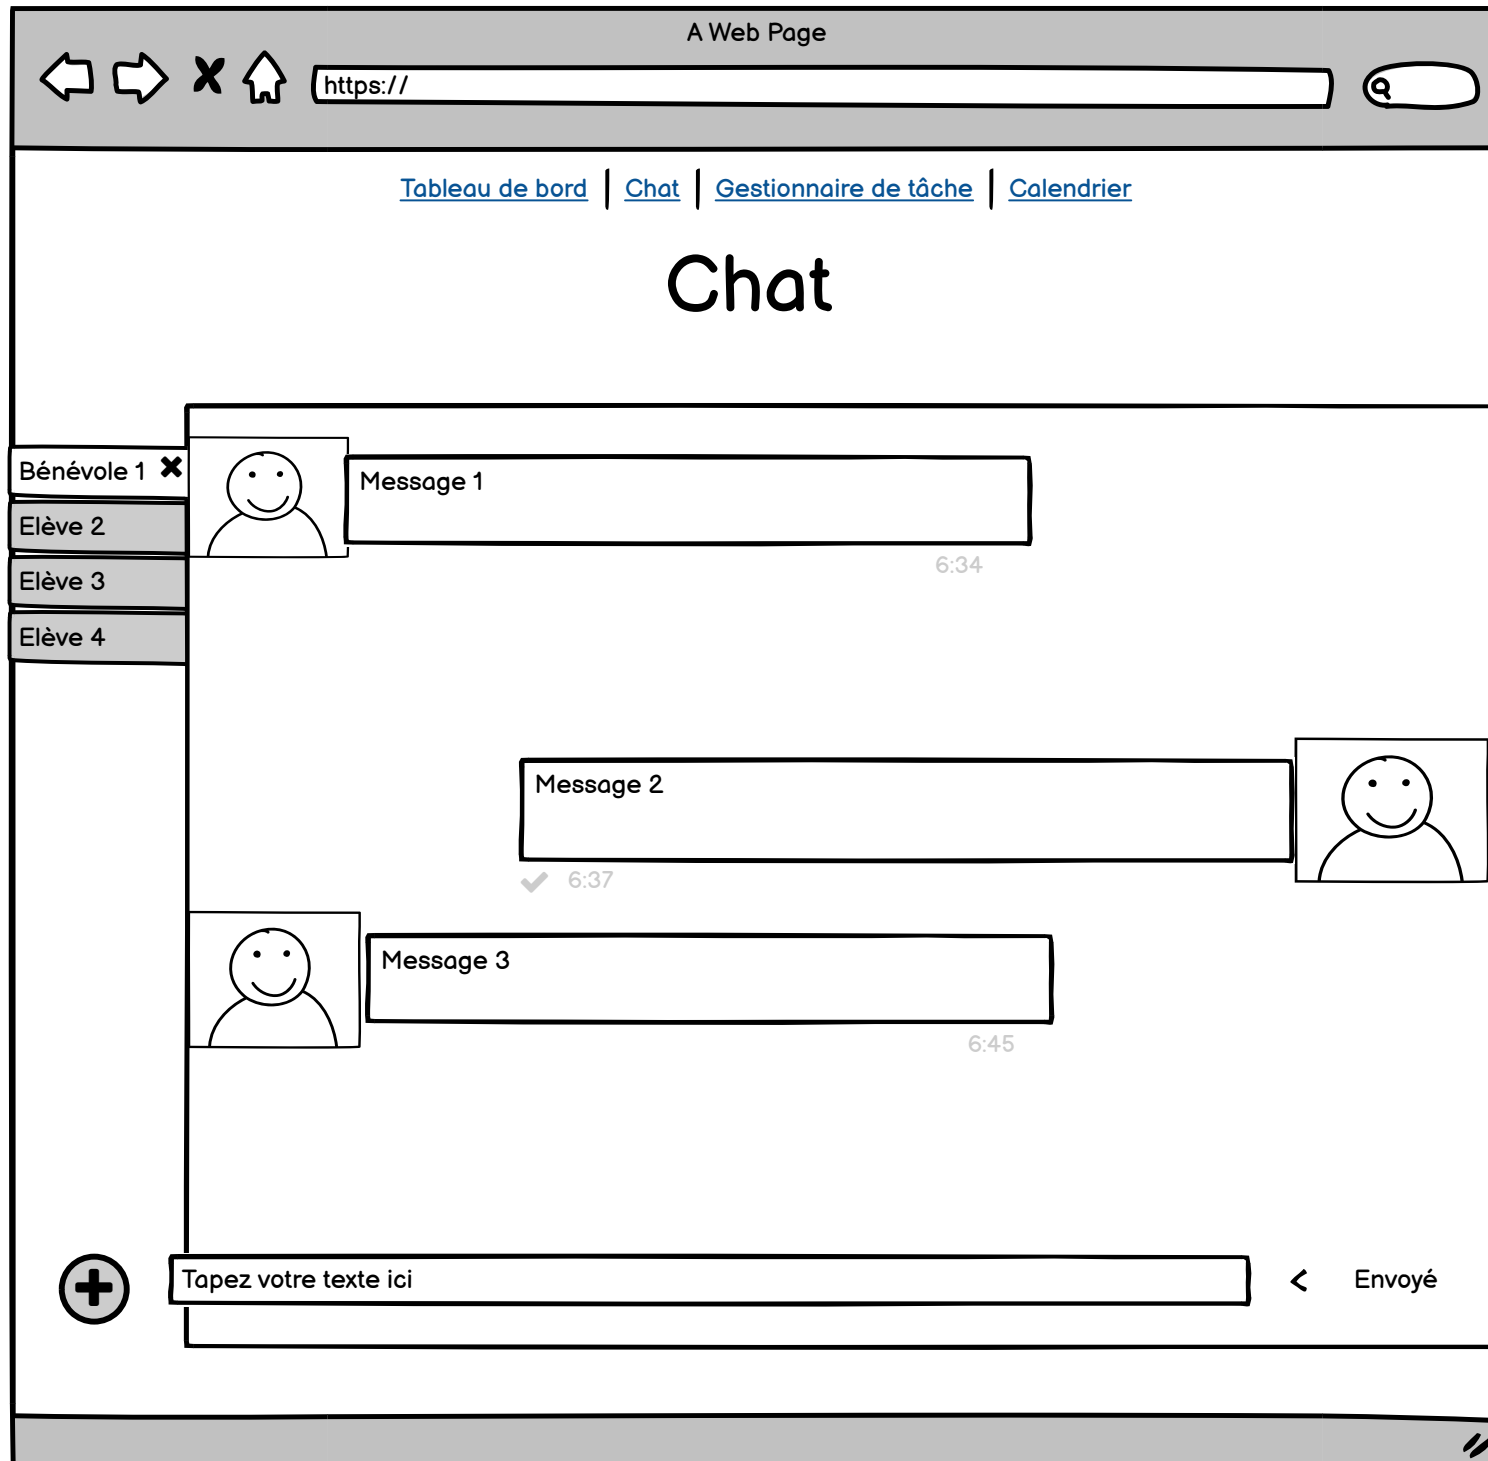 A Web Page
https://
Tableau de bord | Chat | Gestionnaire de tâche | Calendrier
Chat
Bénévole 1
Elève 2
Elève 3
Elève 4
Message 1
6:34
Message 2
6:37
Message 3
6:45
Tapez votre texte ici
< Envoyé